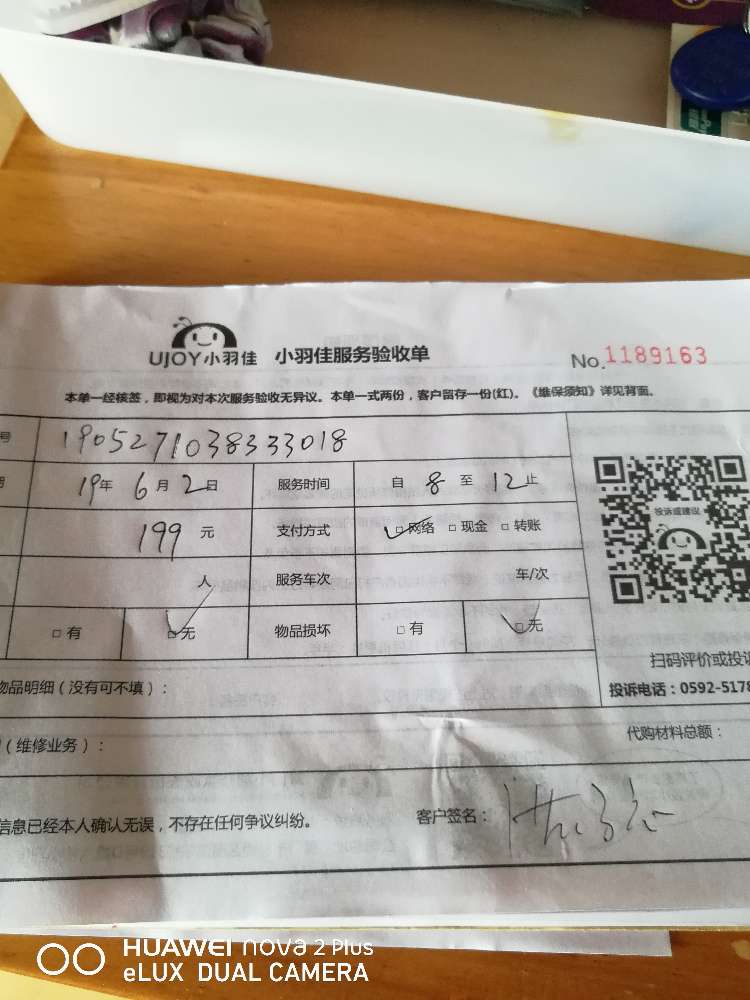 UJOY小羽佳 小羽佳服务验收单 No.1189163
本单一经核签，即视为对本次服务验收无异议。本单一式两份，客户留存一份(红)。《维保须知》详见背面。
号 1905271038333018
19年 6月 2日 服务时间 自 8 至 12 止
199 元 支付方式 □网络 □现金 □转账
人 服务车次 车/次
□有 □无 物品损坏 □有 □无
投诉或建议
扫码评价或投诉
物品明细（没有可不填）：
投诉电话：0592-5178
（维修业务）：
代购材料总额：
信息已经本人确认无误，不存在任何争议纠纷。 客户签名：
HUAWEI nova 2 Plus
eLUX DUAL CAMERA